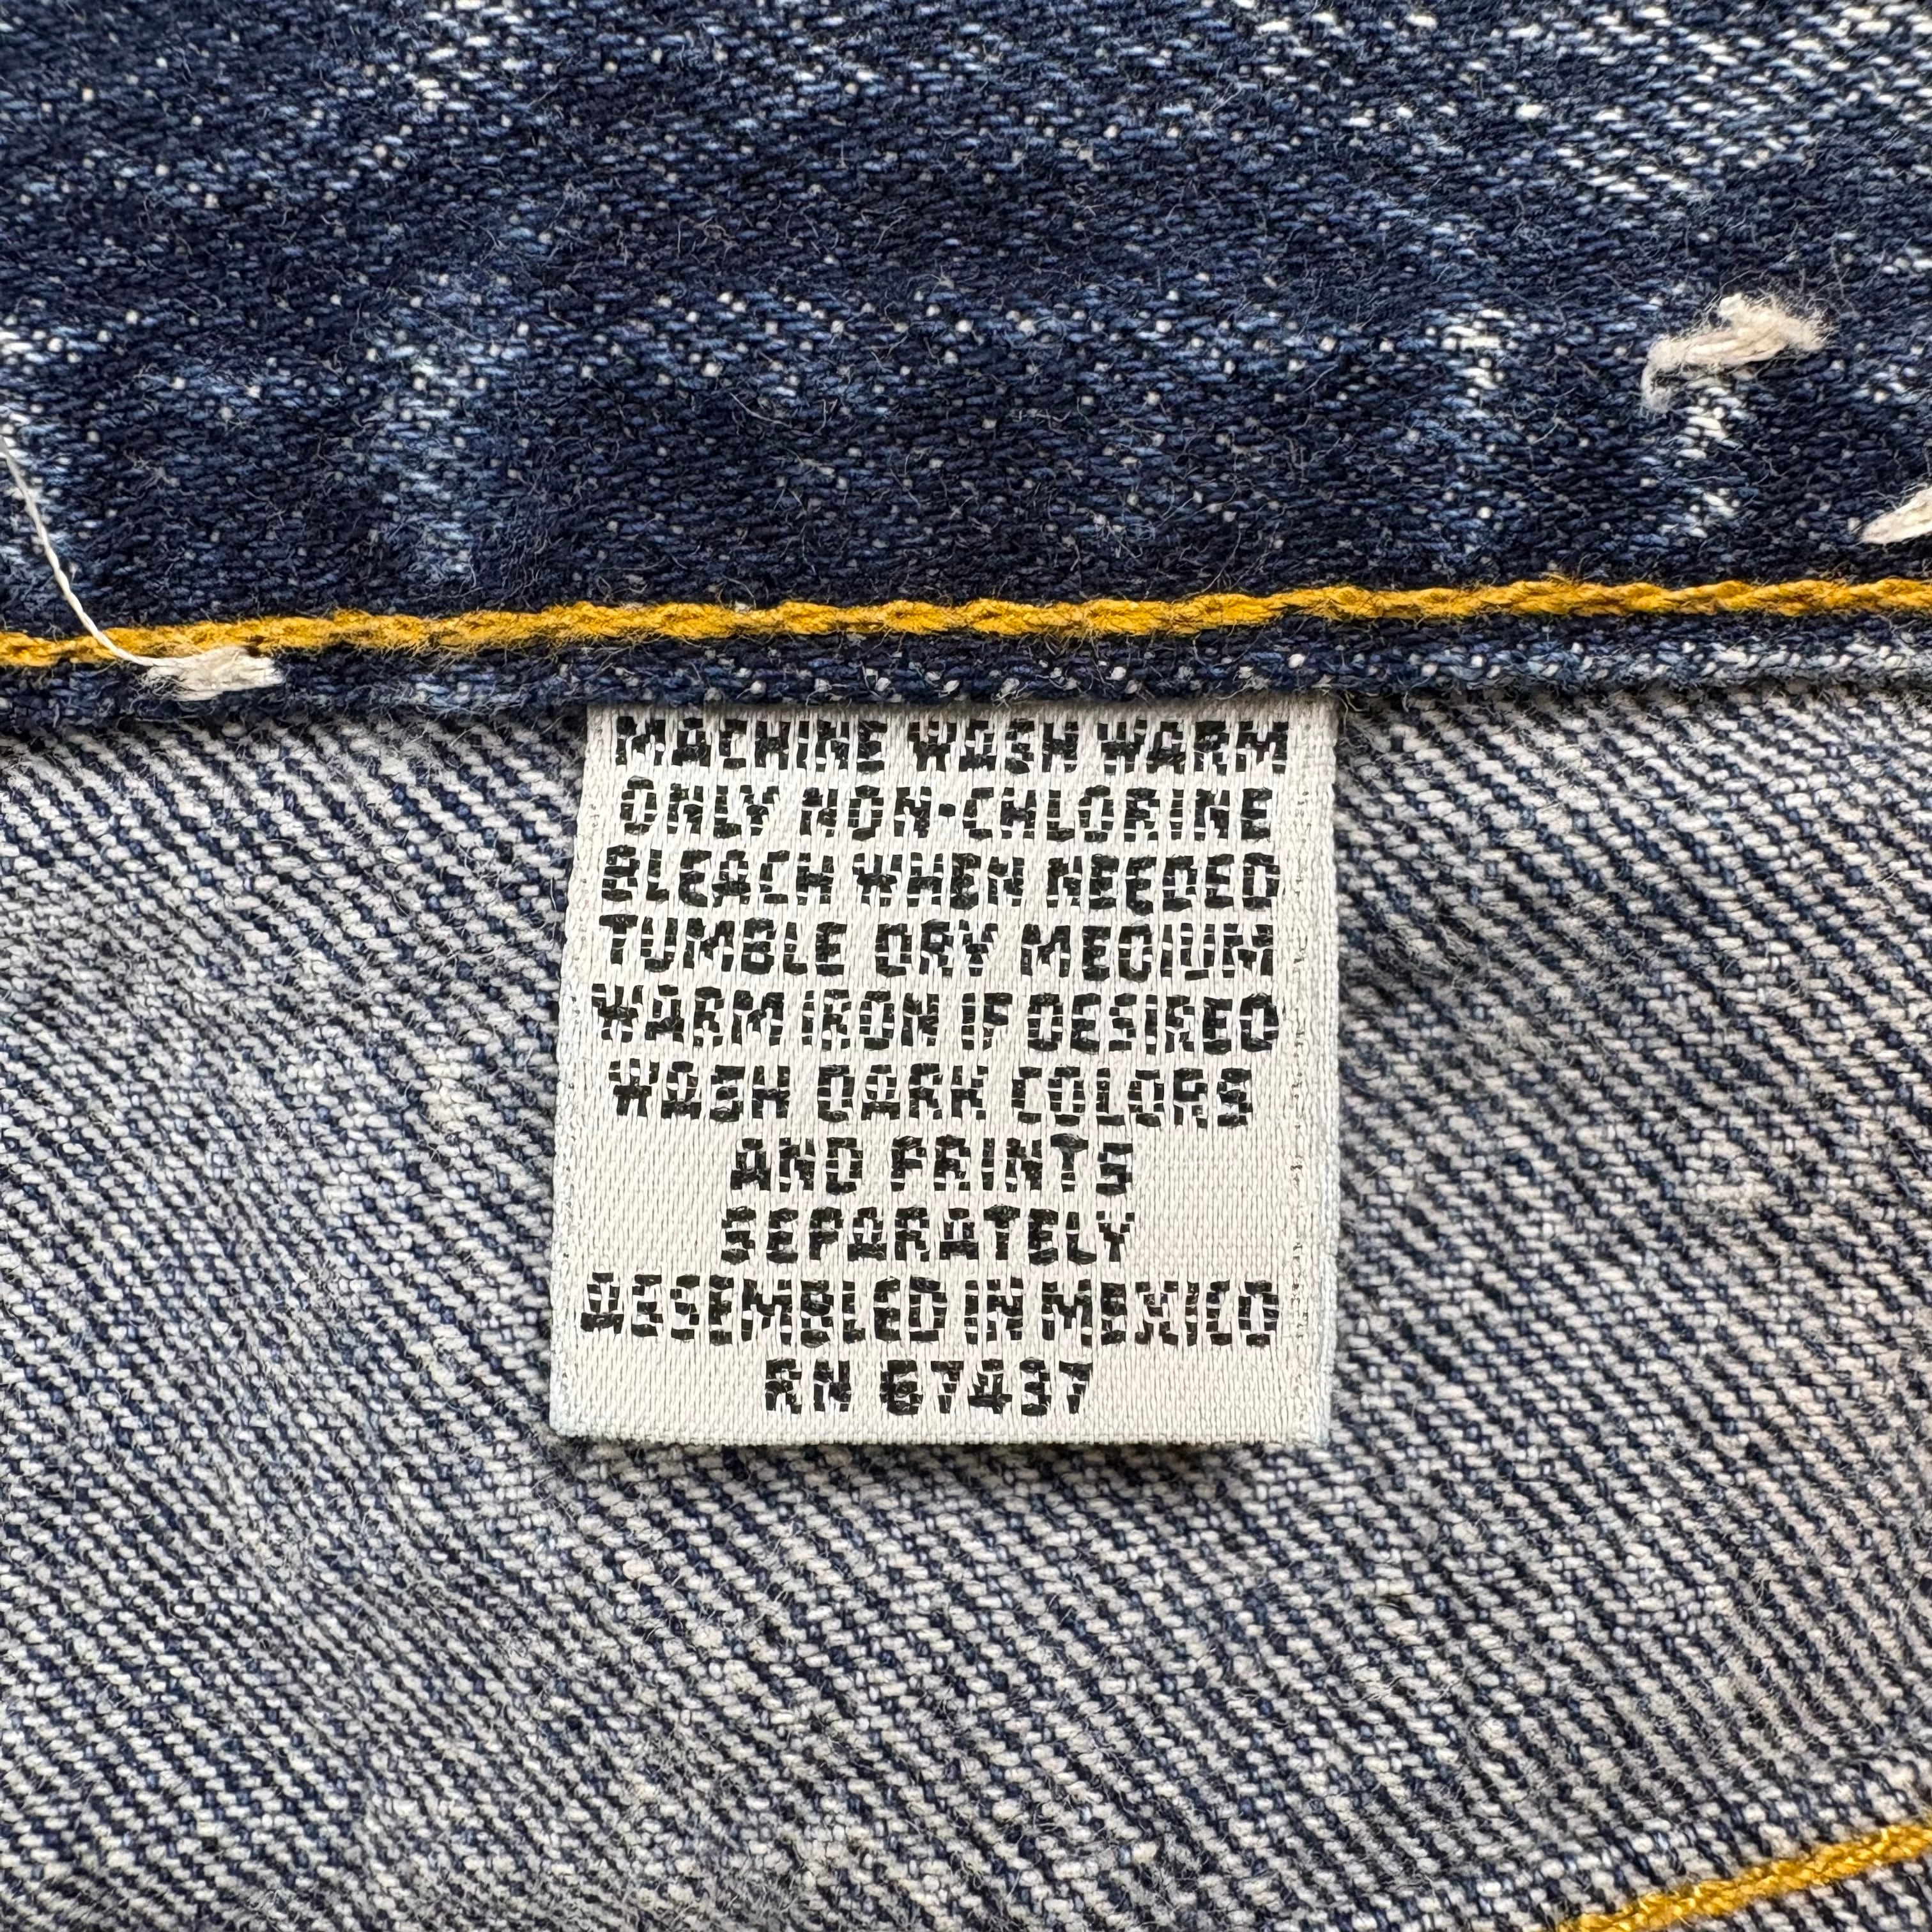 MACHINE WASH WARM
ONLY NON-CHLORINE
BLEACH WHEN NEEDED
TUMBLE DRY MEDIUM
WARM IRON IF DESIRED
WASH DARK COLORS
AND PRINTS
SEPARATELY
ASSEMBLED IN MEXICO
RN 67437